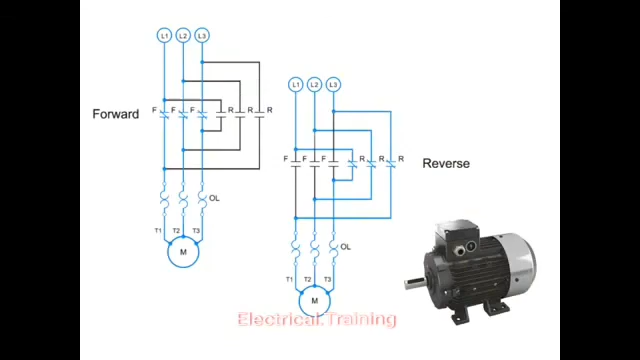 L1 L2 L3
Forward
F F F R R R
OL
T1 T2 T3
M
L1 L2 L3
F F F R R R
Reverse
OL
T1 T2 T3
M
Electrical.Training